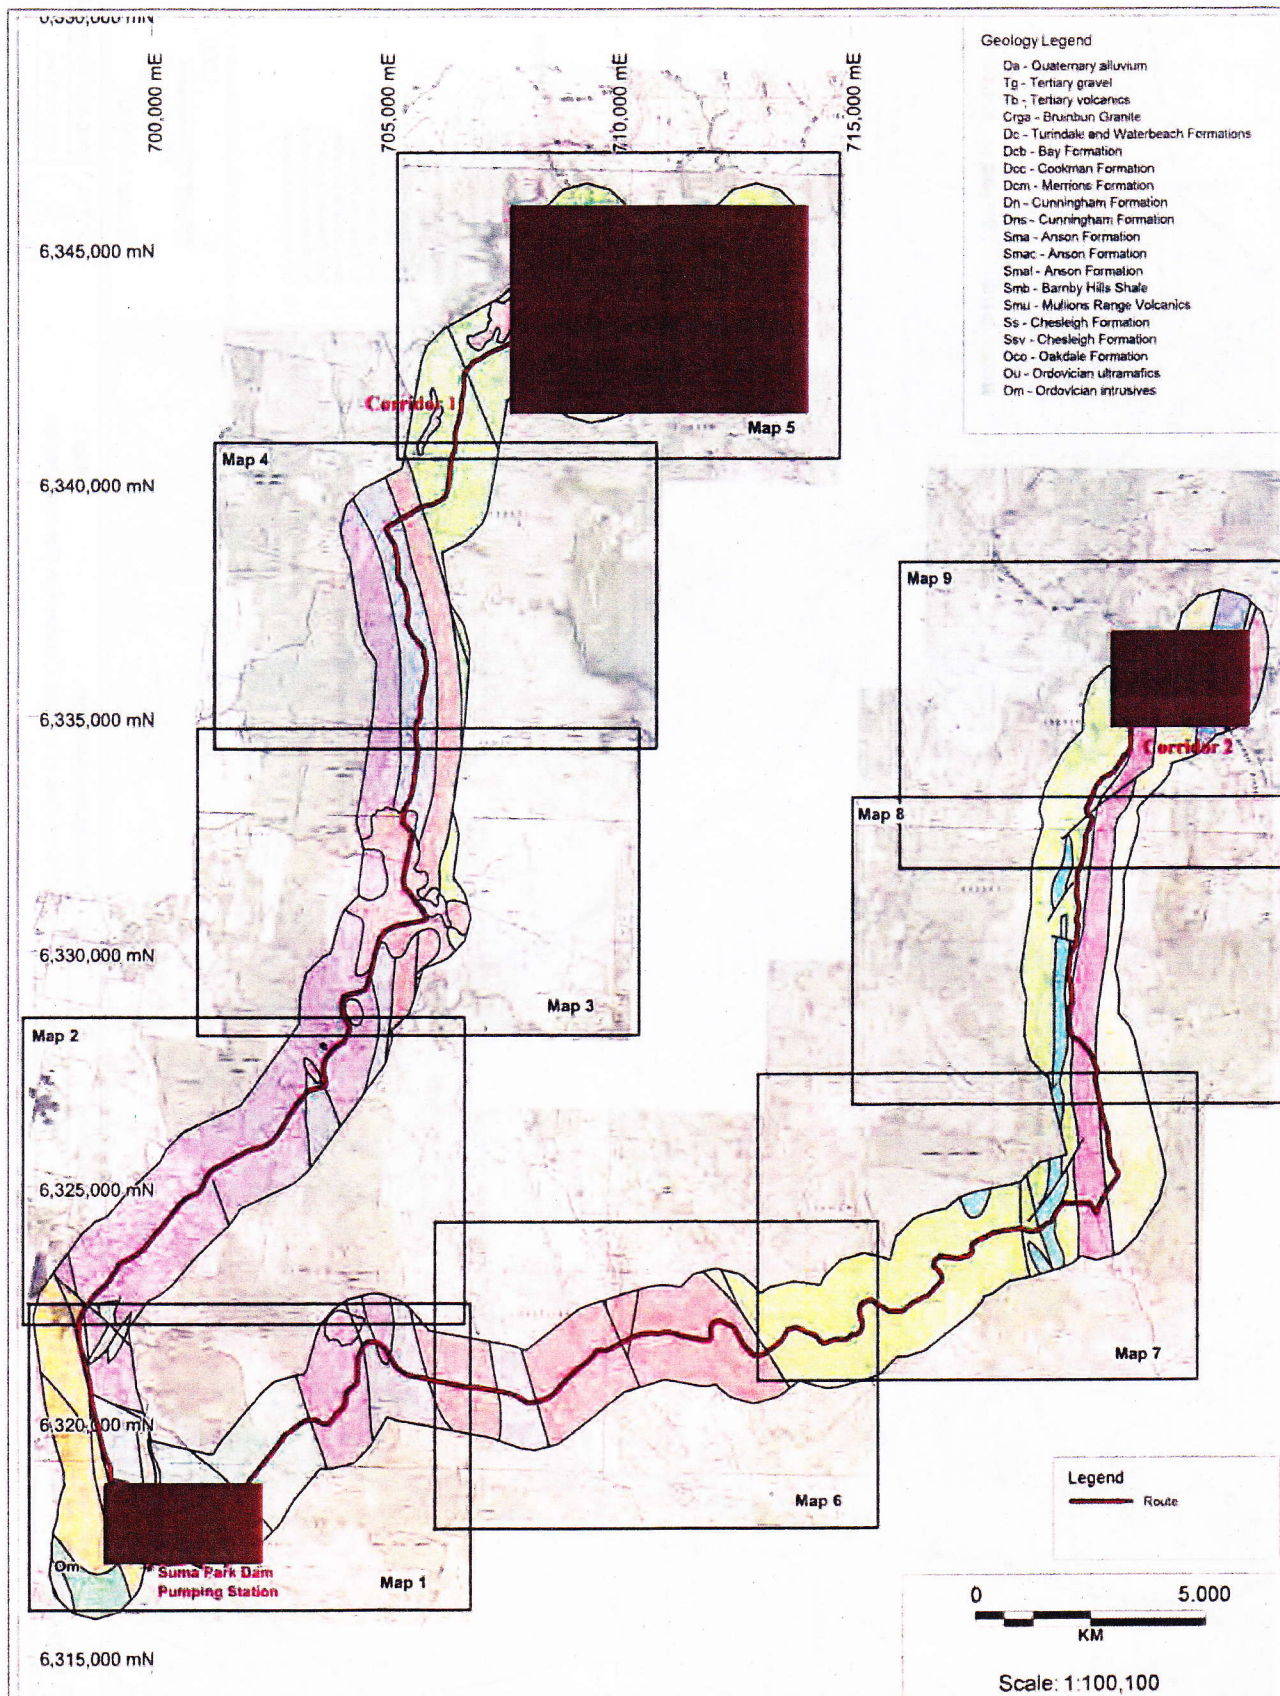 6,350,000 mN
700,000 mE
705,000 mE
710,000 mE
715,000 mE
Geology Legend
Qa - Quaternary alluvium
Tg - Tertiary gravel
Tb - Tertiary volcanics
Crga - Bruinbun Granite
Dc - Turindale and Waterbeach Formations
Dcb - Bay Formation
Dcc - Cookman Formation
Dcm - Merrions Formation
Dn - Cunningham Formation
Dns - Cunningham Formation
Sma - Anson Formation
Smac - Anson Formation
Smal - Anson Formation
Smb - Barnby Hills Shale
Smu - Mullions Range Volcanics
Ss - Chesleigh Formation
Ssv - Chesleigh Formation
Oco - Oakdale Formation
Ou - Ordovician ultramafics
Om - Ordovician intrusives
6,345,000 mN
Corridor 1
Map 5
Map 4
6,340,000 mN
Map 9
6,335,000 mN
Corridor 2
Map 8
6,330,000 mN
Map 3
Map 2
6,325,000 mN
Map 7
6,320,000 mN
Legend
Route
Map 6
Om
Suma Park Dam
Pumping Station
Map 1
0 5.000
KM
6,315,000 mN
Scale: 1:100,100